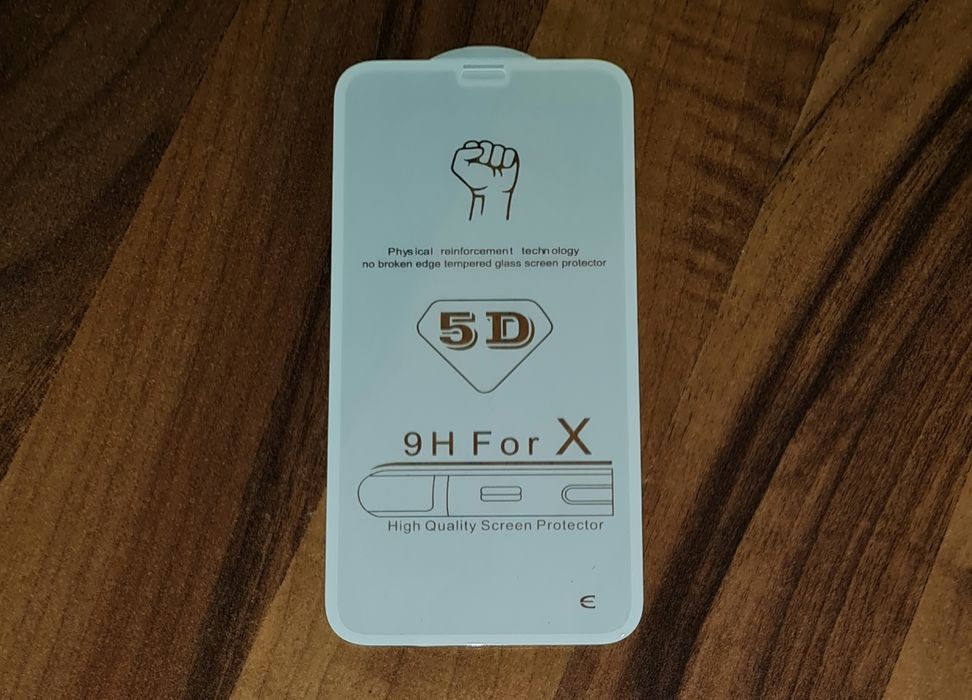 Physical reinforcement technology
no broken edge tempered glass screen protector
5D
9H For X
High Quality Screen Protector
∈